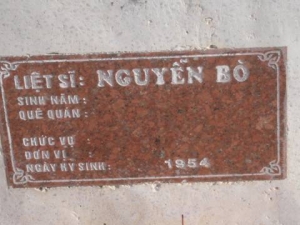 LIỆT SĨ: NGUYỄN BÒ
SINH NĂM :
QUÊ QUÁN :
CHỨC VỤ :
ĐƠN VỊ :
NGÀY HY SINH: 1954